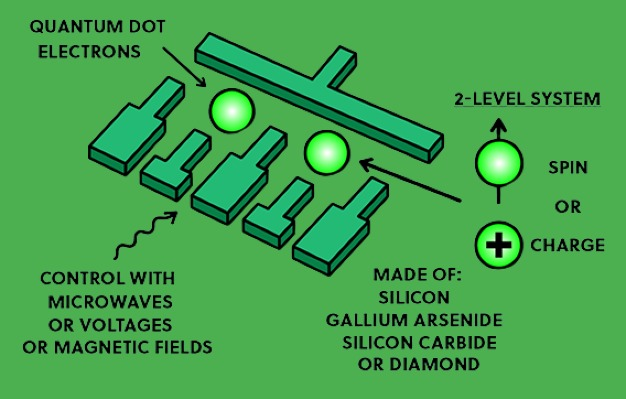 QUANTUM DOT
ELECTRONS
2-LEVEL SYSTEM
SPIN
OR
CHARGE
CONTROL WITH
MICROWAVES
OR VOLTAGES
OR MAGNETIC FIELDS
MADE OF:
SILICON
GALLIUM ARSENIDE
SILICON CARBIDE
OR DIAMOND